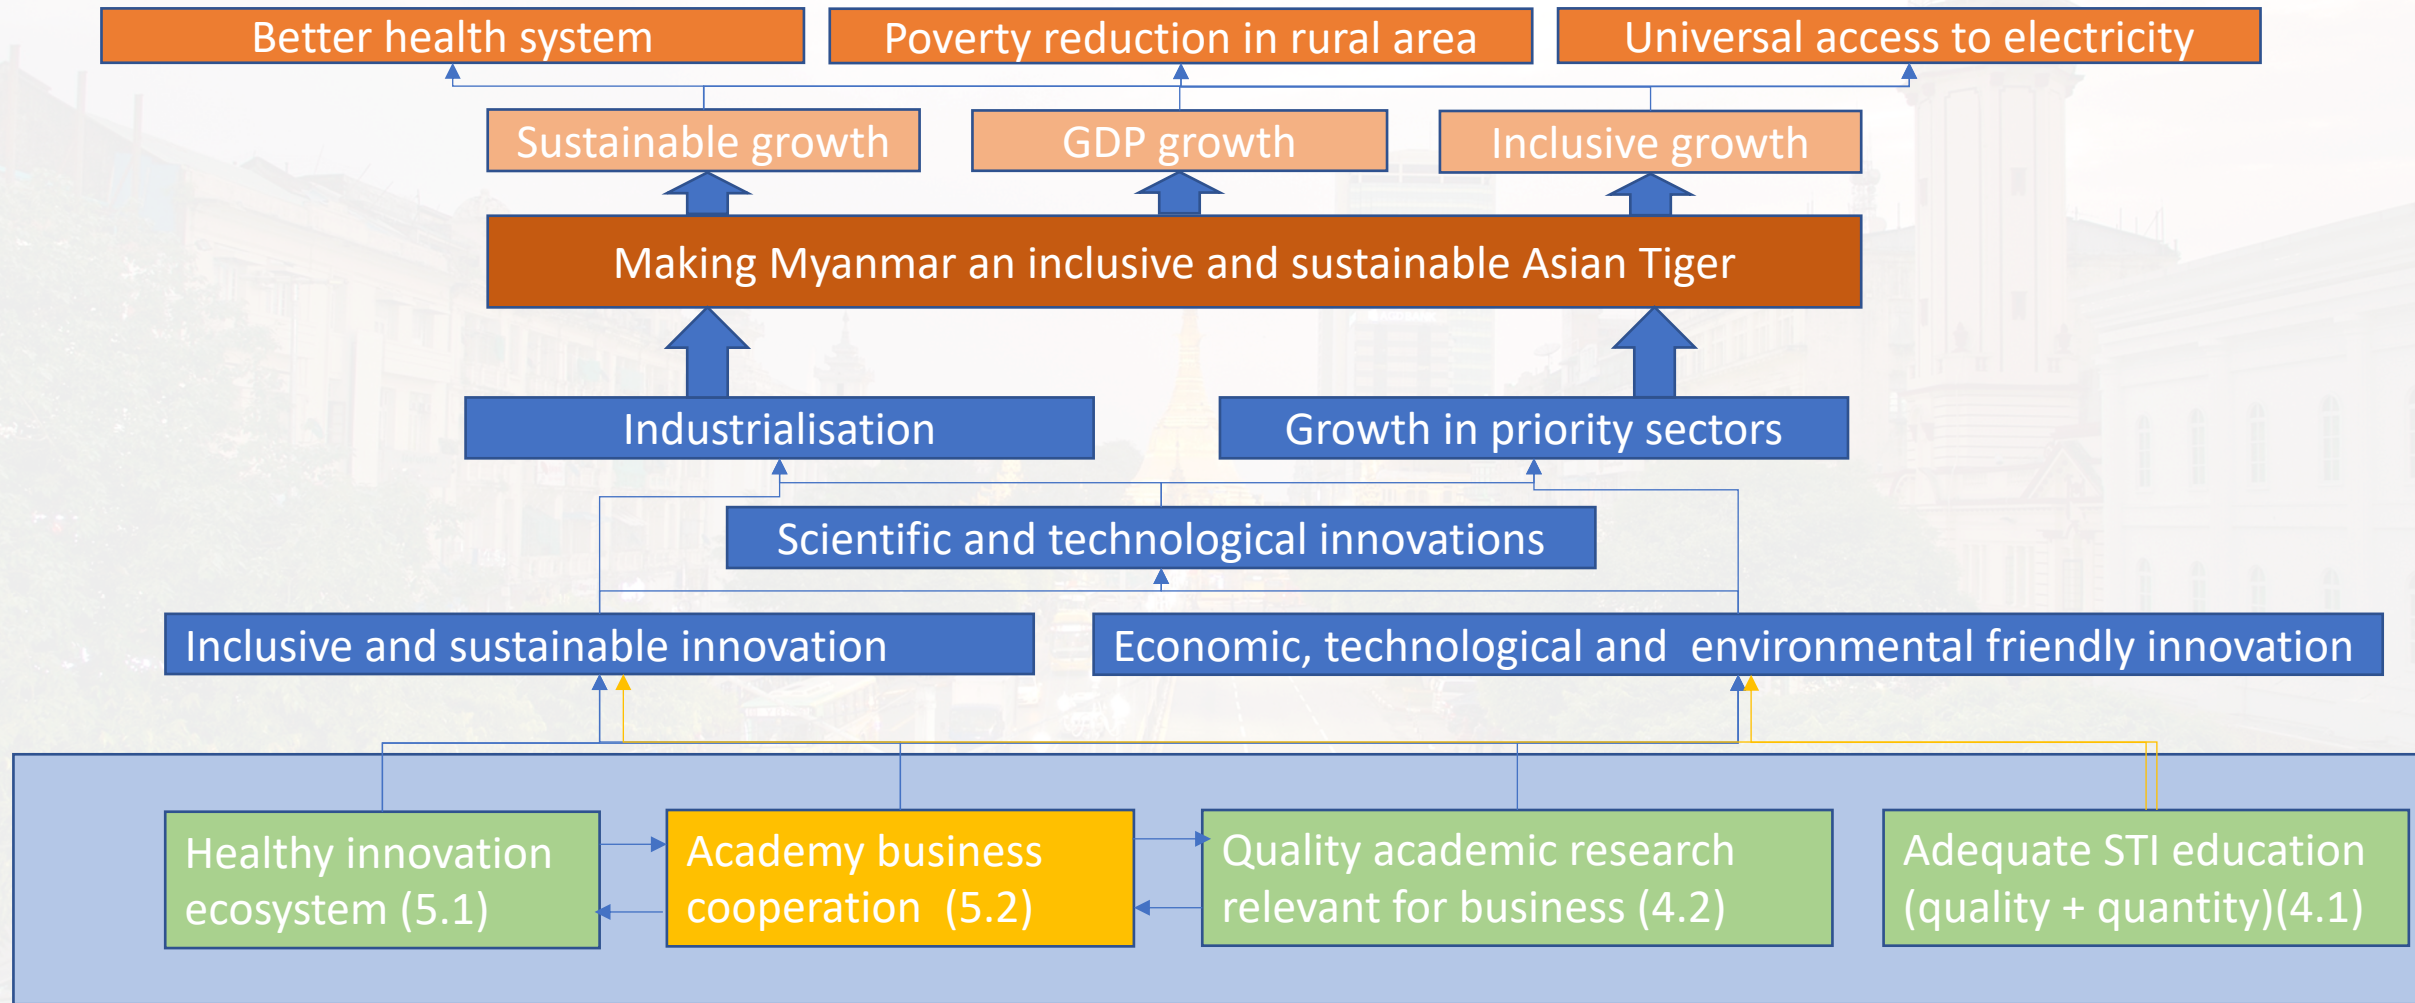 Better health system
Poverty reduction in rural area
Universal access to electricity
Sustainable growth
GDP growth
Inclusive growth
Making Myanmar an inclusive and sustainable Asian Tiger
Industrialisation
Growth in priority sectors
Scientific and technological innovations
Inclusive and sustainable innovation
Economic, technological and  environmental friendly innovation
Healthy innovation
ecosystem (5.1)
Academy business
cooperation  (5.2)
Quality academic research
relevant for business (4.2)
Adequate STI education
(quality + quantity)(4.1)